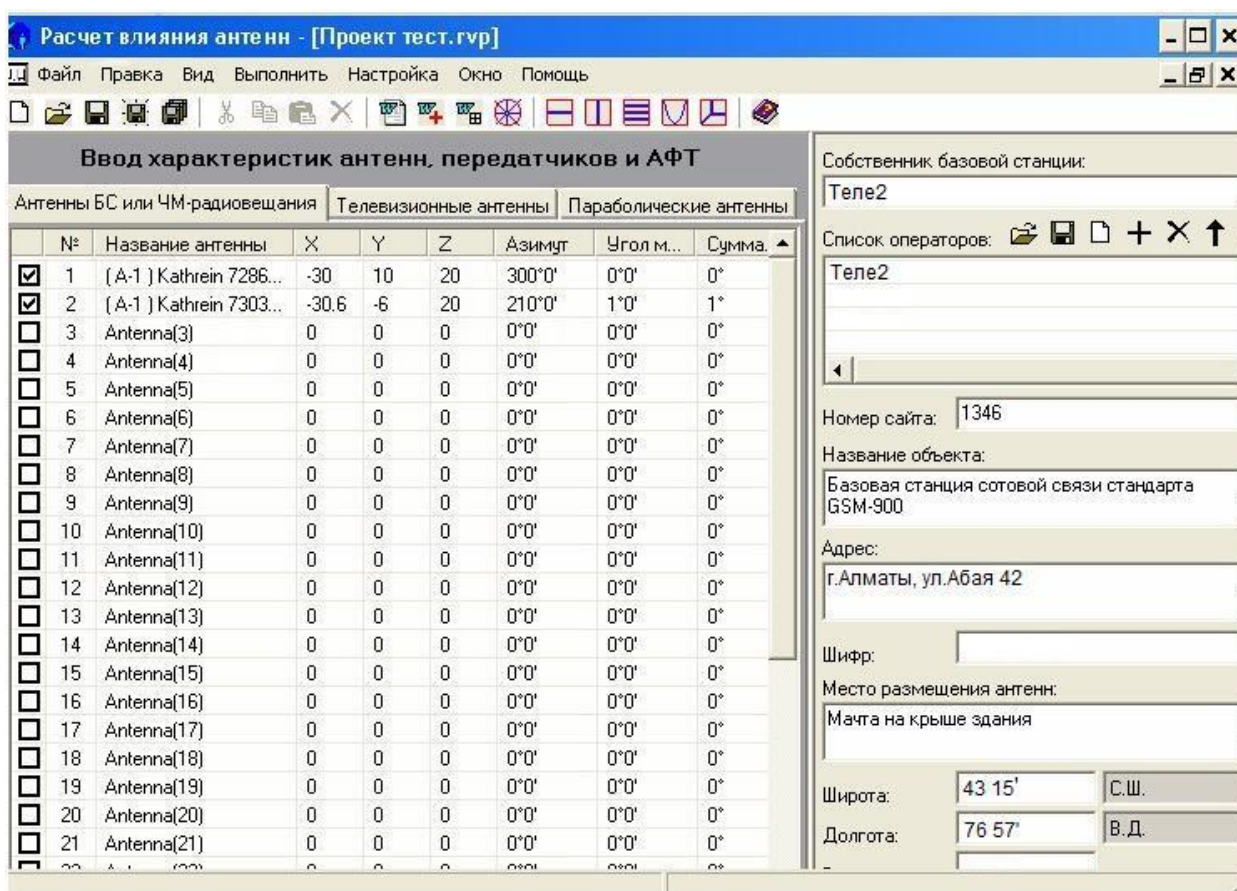 Расчет влияния антенн - [Проект тест.rvp]
Файл Правка Вид Выполнить Настройка Окно Помощь
Ввод характеристик антенн, передатчиков и АФТ
Антенны БС или ЧМ-радиовещания Телевизионные антенны Параболические антенны
№ Название антенны X Y Z Азимут Угол м... Сумма.
1 ( A-1 ) Kathrein 7286... -30 10 20 300°0' 0°0' 0°
2 ( A-1 ) Kathrein 7303... -30.6 -6 20 210°0' 1°0' 1°
3 Antenna(3) 0 0 0 0°0' 0°0' 0°
4 Antenna(4) 0 0 0 0°0' 0°0' 0°
5 Antenna(5) 0 0 0 0°0' 0°0' 0°
6 Antenna(6) 0 0 0 0°0' 0°0' 0°
7 Antenna(7) 0 0 0 0°0' 0°0' 0°
8 Antenna(8) 0 0 0 0°0' 0°0' 0°
9 Antenna(9) 0 0 0 0°0' 0°0' 0°
10 Antenna(10) 0 0 0 0°0' 0°0' 0°
11 Antenna(11) 0 0 0 0°0' 0°0' 0°
12 Antenna(12) 0 0 0 0°0' 0°0' 0°
13 Antenna(13) 0 0 0 0°0' 0°0' 0°
14 Antenna(14) 0 0 0 0°0' 0°0' 0°
15 Antenna(15) 0 0 0 0°0' 0°0' 0°
16 Antenna(16) 0 0 0 0°0' 0°0' 0°
17 Antenna(17) 0 0 0 0°0' 0°0' 0°
18 Antenna(18) 0 0 0 0°0' 0°0' 0°
19 Antenna(19) 0 0 0 0°0' 0°0' 0°
20 Antenna(20) 0 0 0 0°0' 0°0' 0°
21 Antenna(21) 0 0 0 0°0' 0°0' 0°
Собственник базовой станции:
Теле2
Список операторов:
Теле2
Номер сайта: 1346
Название объекта:
Базовая станция сотовой связи стандарта
GSM-900
Адрес:
г.Алматы, ул.Абая 42
Шифр:
Место размещения антенн:
Мачта на крыше здания
Широта: 43 15' С.Ш.
Долгота: 76 57' В.Д.